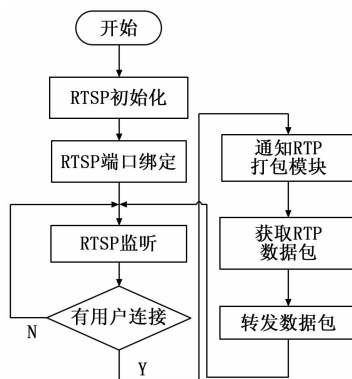 开始
RTSP初始化
RTSP端口绑定
RTSP监听
有用户连接
N
Y
通知RTP
打包模块
获取RTP
数据包
转发数据包